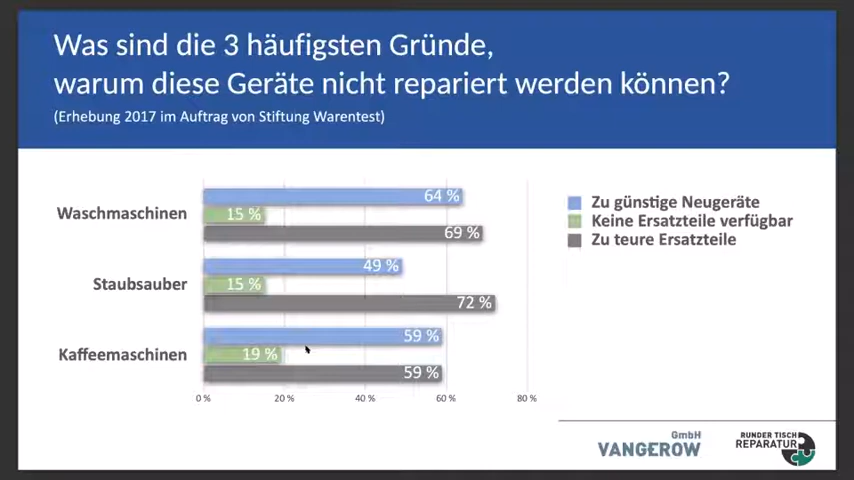 Was sind die 3 häufigsten Gründe,
warum diese Geräte nicht repariert werden können?
(Erhebung 2017 im Auftrag von Stiftung Warentest)
Waschmaschinen
64 %
15 %
69 %
Staubsauber
49 %
15 %
72 %
Kaffeemaschinen
59 %
19 %
59 %
0 %
20 %
40 %
60 %
80 %
Zu günstige Neugeräte
Keine Ersatzteile verfügbar
Zu teure Ersatzteile
GmbH
VANGEROW
RUNDER TISCH
REPARATUR